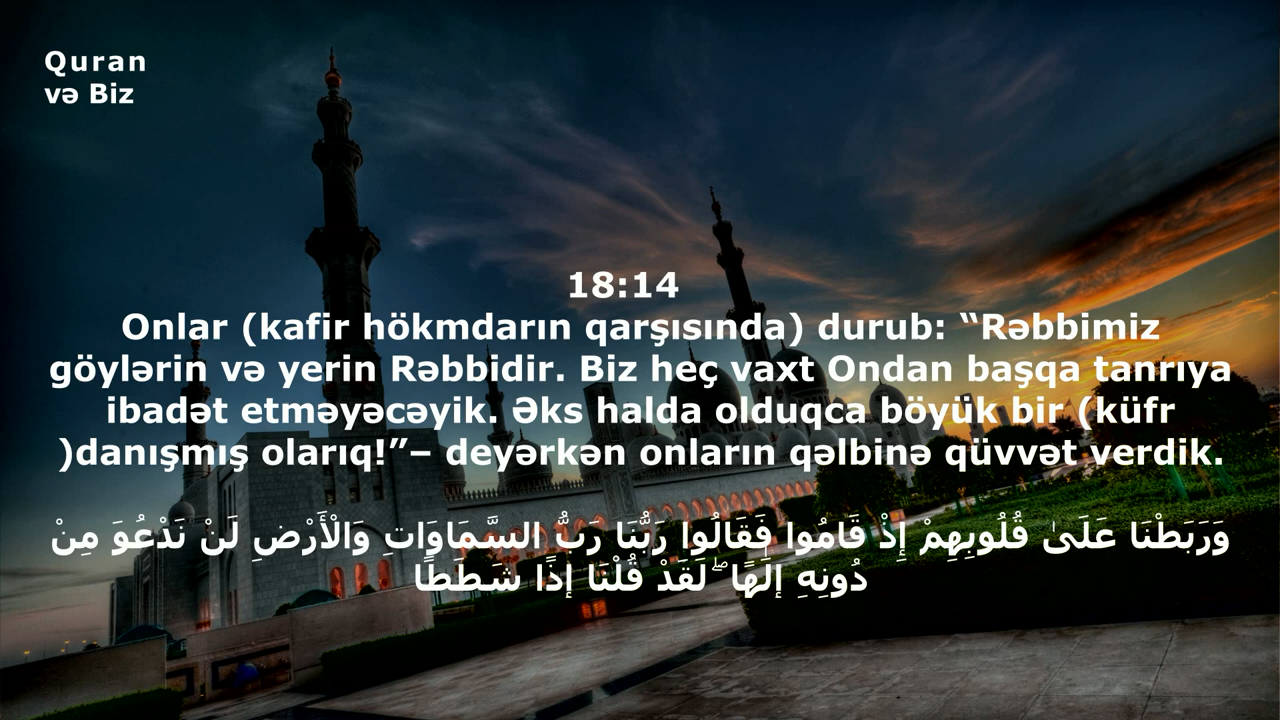 Quran
və Biz
18:14
Onlar (kafir hökmdarın qarşısında) durub: “Rəbbimiz
göylərin və yerin Rəbbidir. Biz heç vaxt Ondan başqa tanrıya
ibadət etməyəcəyik. Əks halda olduqca böyük bir (küfr
)danışmış olarıq!”– deyərkən onların qəlbinə qüvvət verdik.
وَرَبَطْنَا عَلَىٰ قُلُوبِهِمْ إِذْ قَامُوا فَقَالُوا رَبُّنَا رَبُّ السَّمَاوَاتِ وَالْأَرْضِ لَنْ نَدْعُوَ مِنْ
دُونِهِ إِلَٰهًا ۖ لَقَدْ قُلْنَا إِذًا شَطَطًا